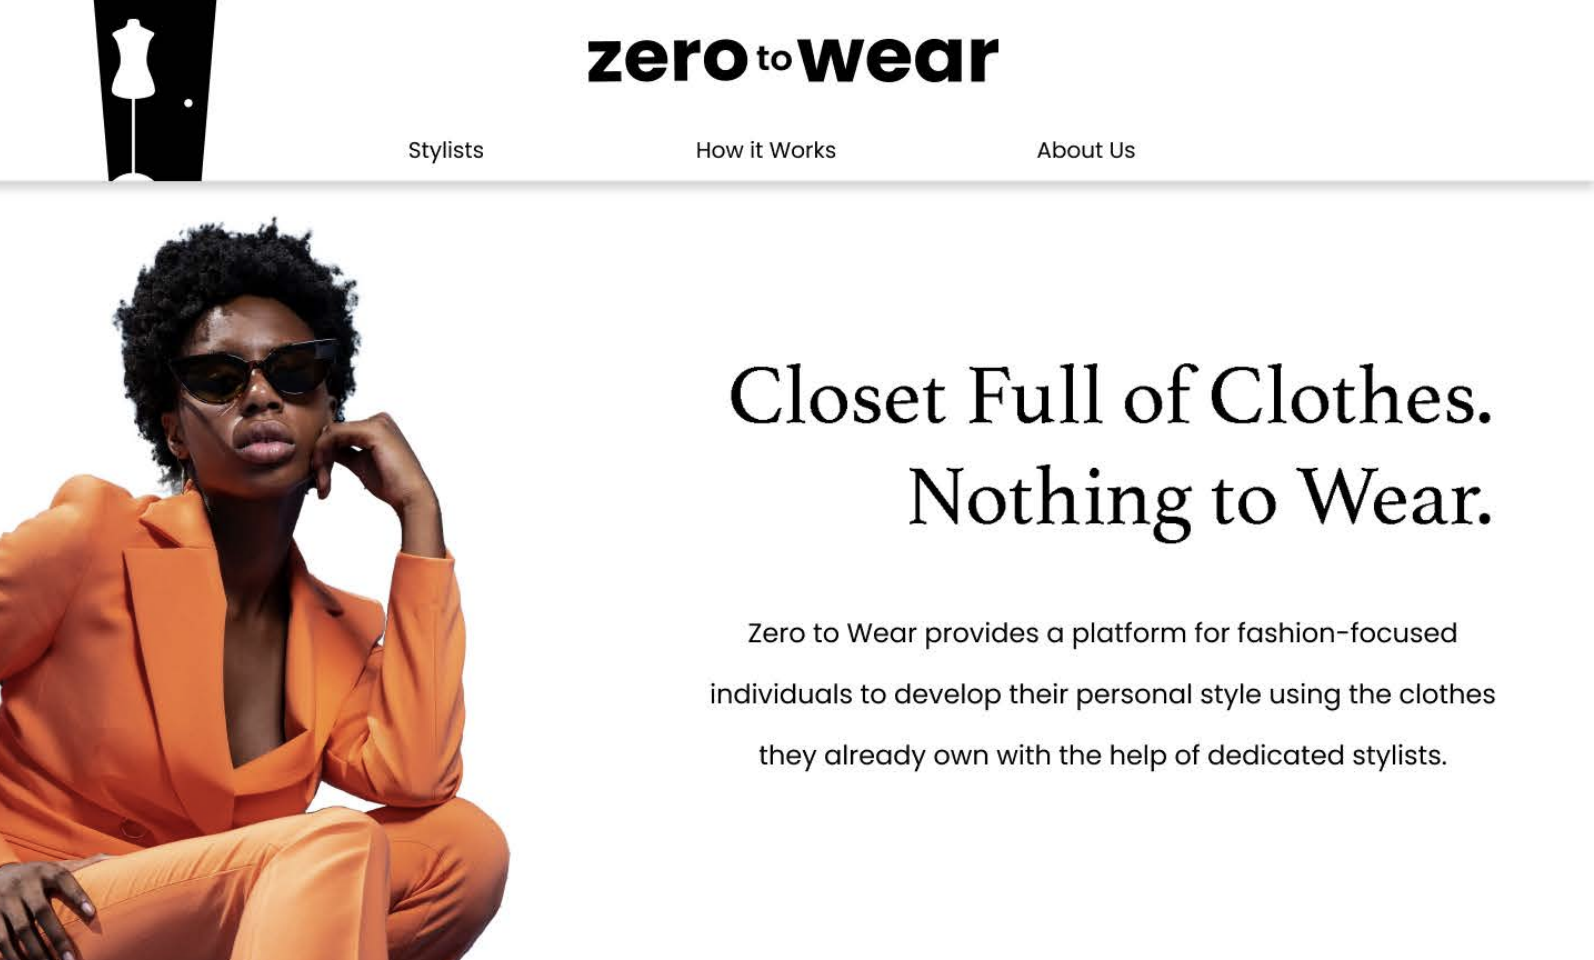 zero to wear
Stylists How it Works About Us
Closet Full of Clothes.
Nothing to Wear.
Zero to Wear provides a platform for fashion-focused
individuals to develop their personal style using the clothes
they already own with the help of dedicated stylists.